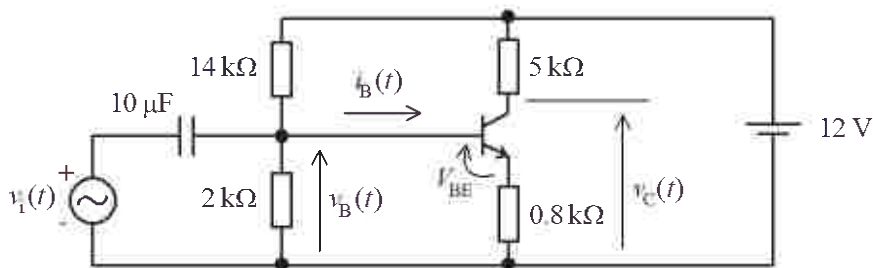 14 kΩ
5 kΩ
i_B(t)
10 μF
12 V
+
v_i(t)
-
2 kΩ
v_B(t)
V_BE
0.8 kΩ
v_C(t)